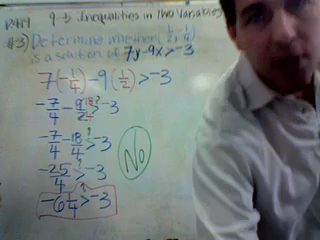 9-5 Inequalities in Two Variables
#3) Determine whether (1/2, -1/4)
is a solution of 7y-9x>-3
7(-1/4)-9(1/2)>-3
-7/4-9/2>-3
-7/4-18/4>-3
-25/4>-3
-6 1/4>-3
No